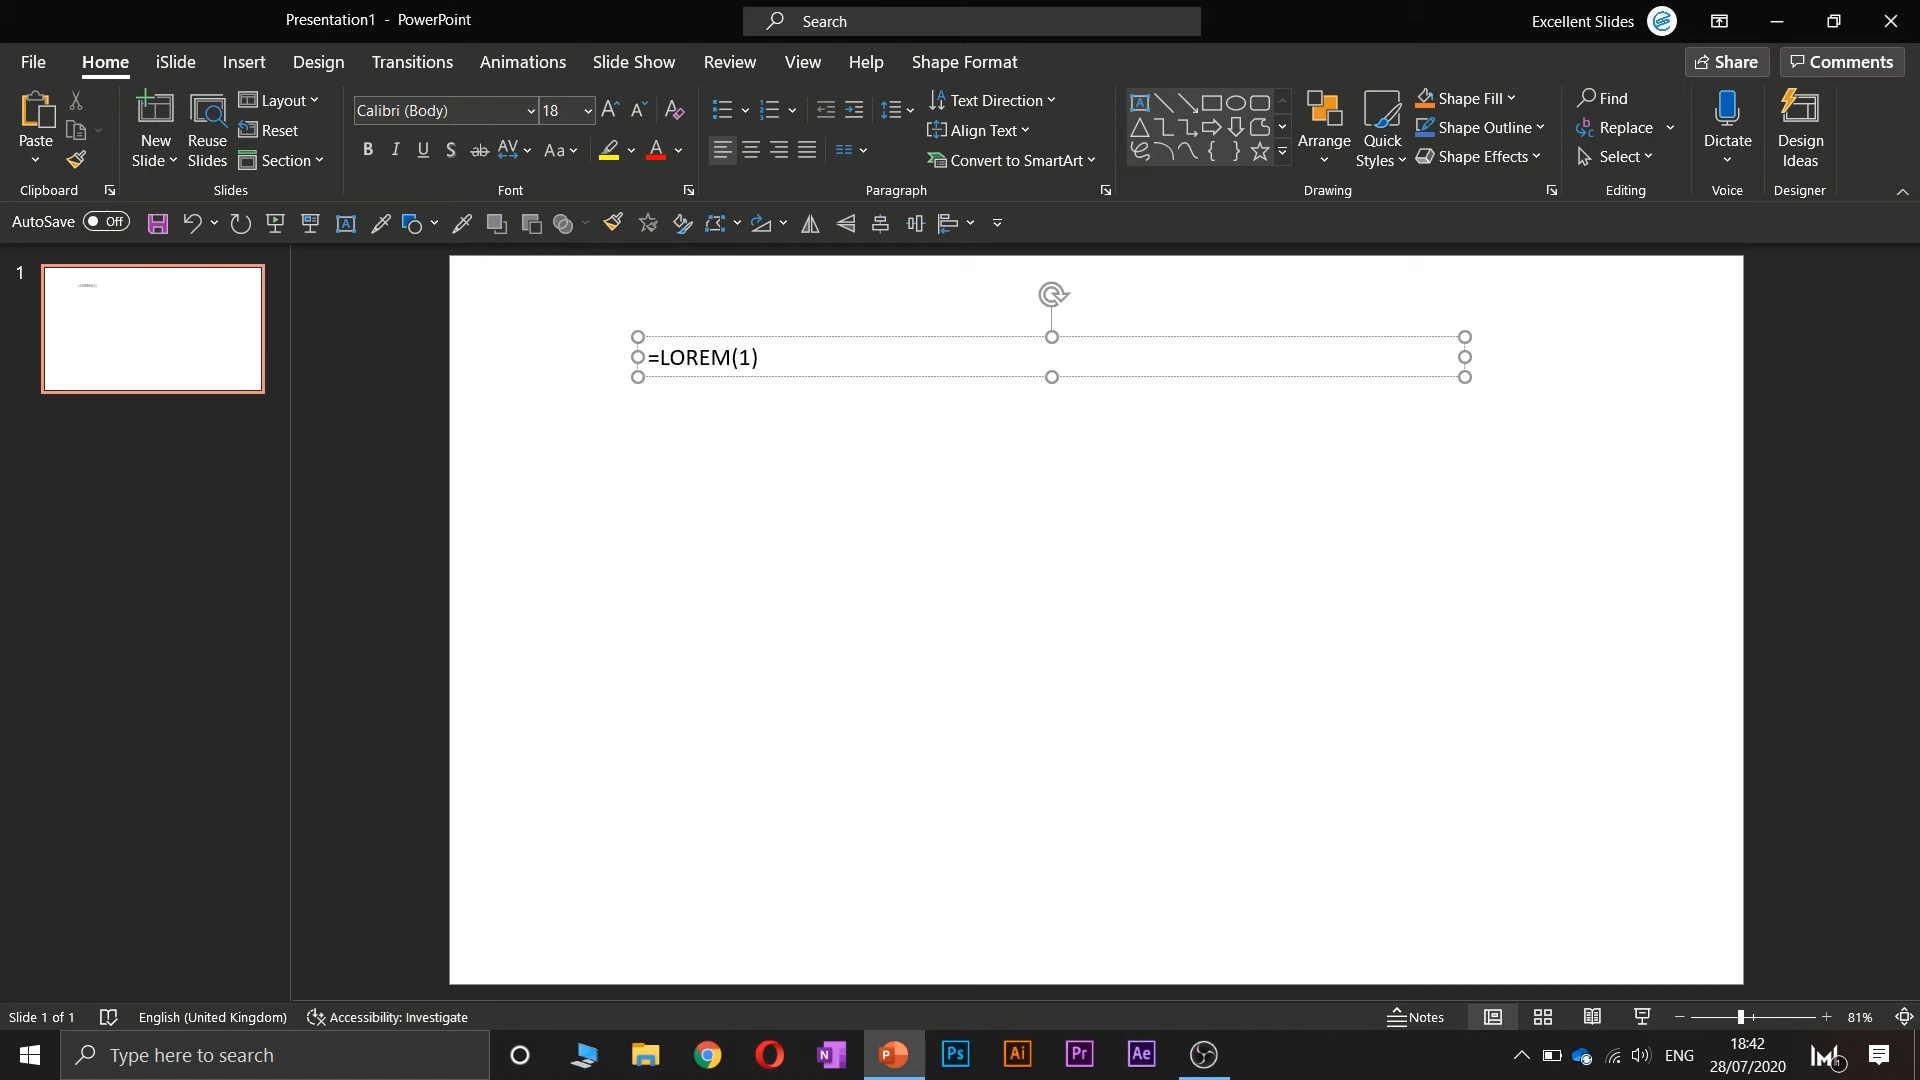 Presentation1 - PowerPoint
Search
Excellent Slides
File Home iSlide Insert Design Transitions Animations Slide Show Review View Help Shape Format
Share Comments
Paste
New Slide
Reuse Slides
Layout
Reset
Section
Calibri (Body) 18
Text Direction
Align Text
Convert to SmartArt
Arrange
Quick Styles
Shape Fill
Shape Outline
Shape Effects
Find
Replace
Select
Dictate
Design Ideas
Clipboard Slides Font Paragraph Drawing Editing Voice Designer
AutoSave Off
1
=LOREM(1)
Slide 1 of 1 English (United Kingdom) Accessibility: Investigate Notes 81%
Type here to search
N P Ps Ai Pr Ae
ENG
18:42
28/07/2020